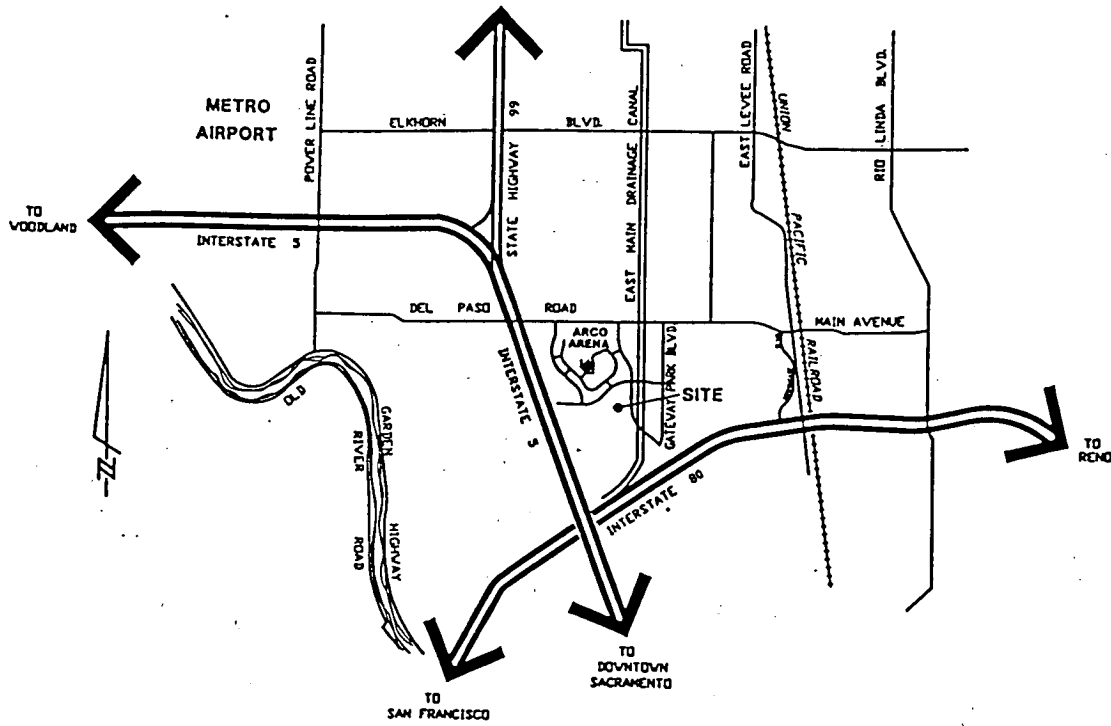 METRO
AIRPORT
POWER LINE ROAD
ELKHORN BLVD.
STATE HIGHWAY 99
EAST MAIN DRAINAGE CANAL
EAST LEVEE ROAD
UNION PACIFIC RAILROAD
RIO LINDA BLVD.
TO
WOODLAND
INTERSTATE 5
DEL PASO ROAD
MAIN AVENUE
ARCO
ARENA
INTERSTATE 5
GATEWAY PARK BLVD.
SITE
OLD
RIVER ROAD
GARDEN HIGHWAY
N
INTERSTATE 80
TO
RENO
TO
DOWNTOWN
SACRAMENTO
TO
SAN FRANCISCO